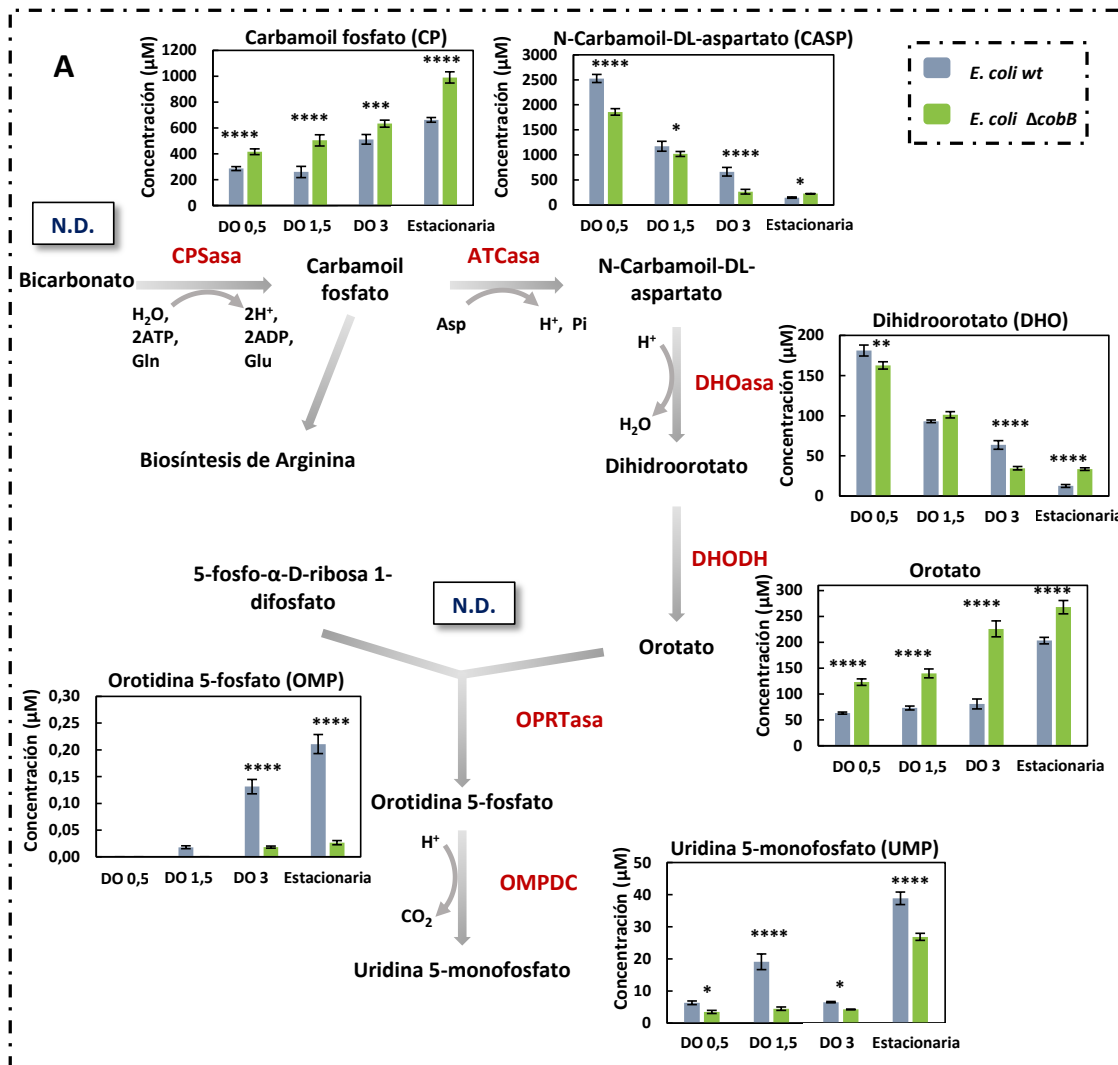 A
Carbamoil fosfato (CP)
Concentración (µM)
1200
1000
800
600
400
200
0
****
****
***
****
DO 0,5
DO 1,5
DO 3
Estacionaria
N-Carbamoil-DL-aspartato (CASP)
Concentración (µM)
3000
2500
2000
1500
1000
500
0
****
*
****
*
DO 0,5
DO 1,5
DO 3
Estacionaria
E. coli wt
E. coli ΔcobB
N.D.
Bicarbonato
CPSasa
H₂O,
2ATP,
Gln
2H⁺,
2ADP,
Glu
Carbamoil
fosfato
ATCasa
Asp
H⁺, Pi
N-Carbamoil-DL-
aspartato
H⁺
H₂O
DHOasa
Biosíntesis de Arginina
Dihidroorotato
Dihidroorotato (DHO)
Concentración (µM)
200
150
100
50
0
**
****
****
DO 0,5
DO 1,5
DO 3
Estacionaria
DHODH
5-fosfo-α-D-ribosa 1-
difosfato
N.D.
Orotato
Orotato
Concentración (µM)
300
250
200
150
100
50
0
****
****
****
****
DO 0,5
DO 1,5
DO 3
Estacionaria
Orotidina 5-fosfato (OMP)
Concentración (µM)
0,30
0,25
0,20
0,15
0,10
0,05
0,00
****
****
DO 0,5
DO 1,5
DO 3
Estacionaria
OPRTasa
Orotidina 5-fosfato
H⁺
CO₂
OMPDC
Uridina 5-monofosfato
Uridina 5-monofosfato (UMP)
Concentración (µM)
50
40
30
20
10
0
*
****
*
****
DO 0,5
DO 1,5
DO 3
Estacionaria